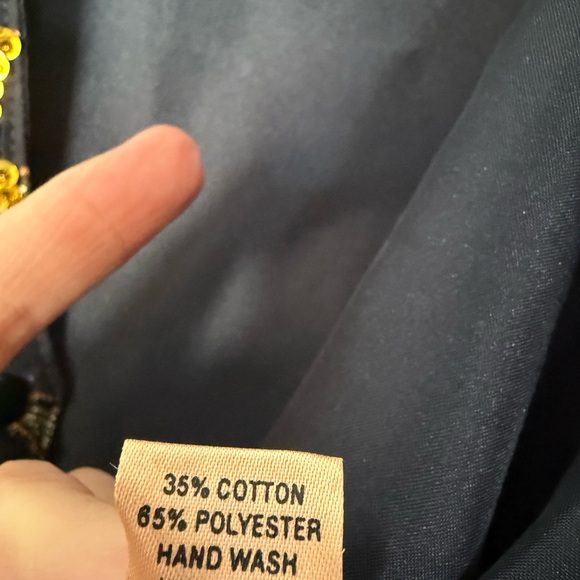 35% COTTON
65% POLYESTER
HAND WASH